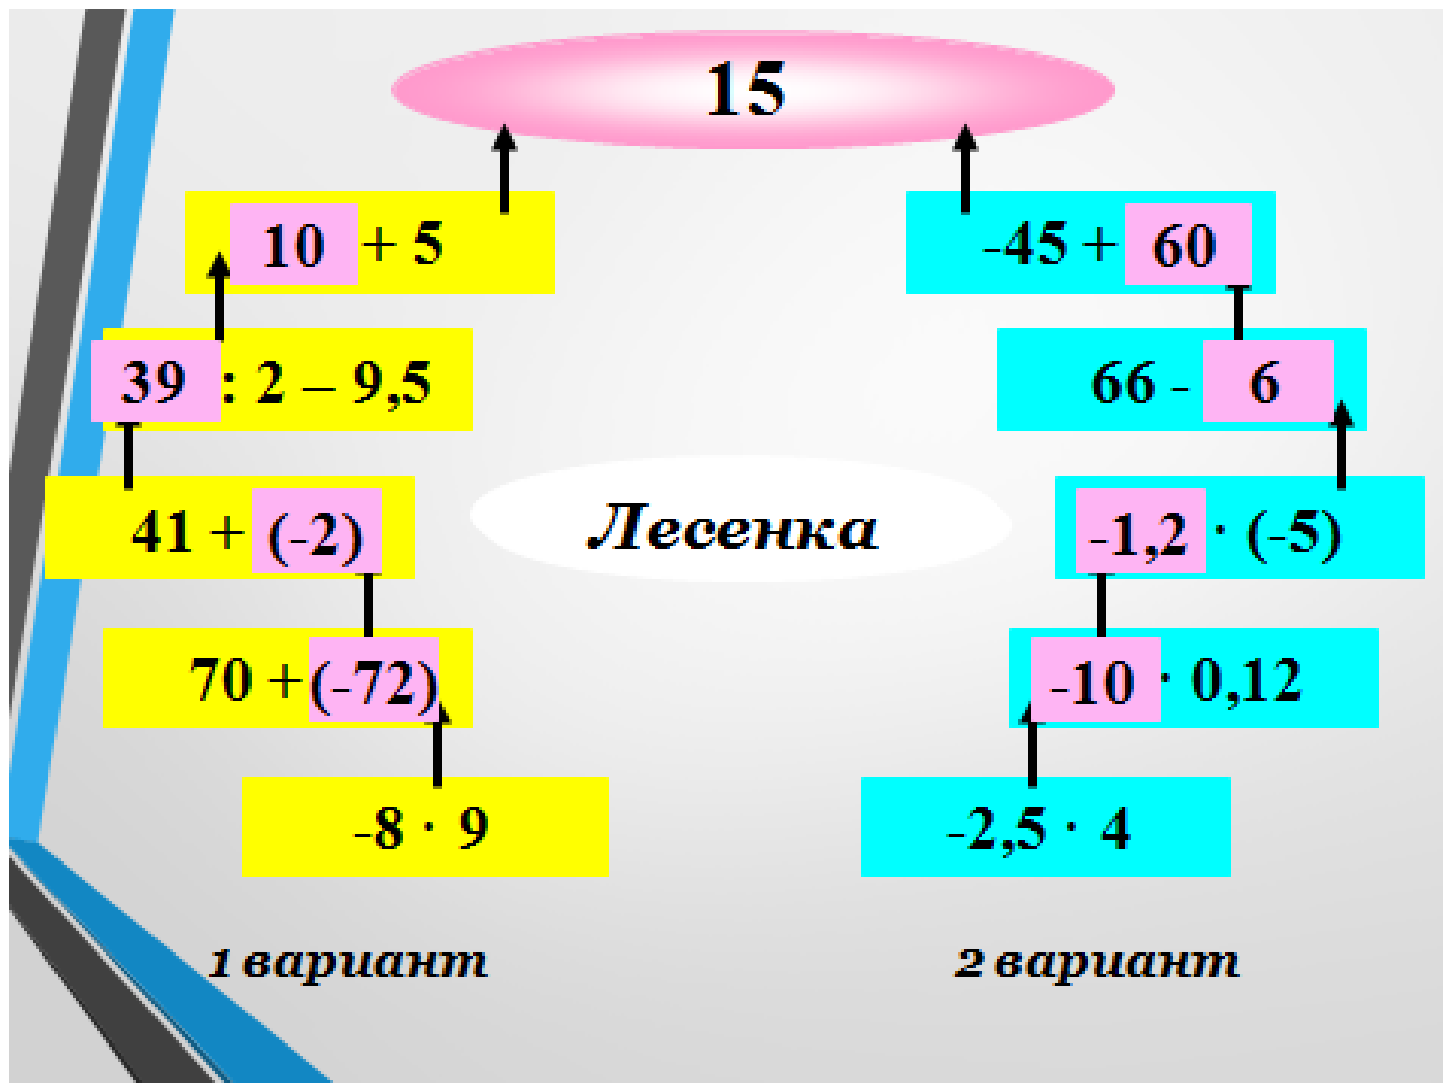 15
10 + 5
-45 + 60
39 : 2 – 9,5
66 - 6
41 + (-2)
Лесенка
-1,2 · (-5)
70 + (-72)
-10 · 0,12
-8 · 9
-2,5 · 4
1 вариант
2 вариант